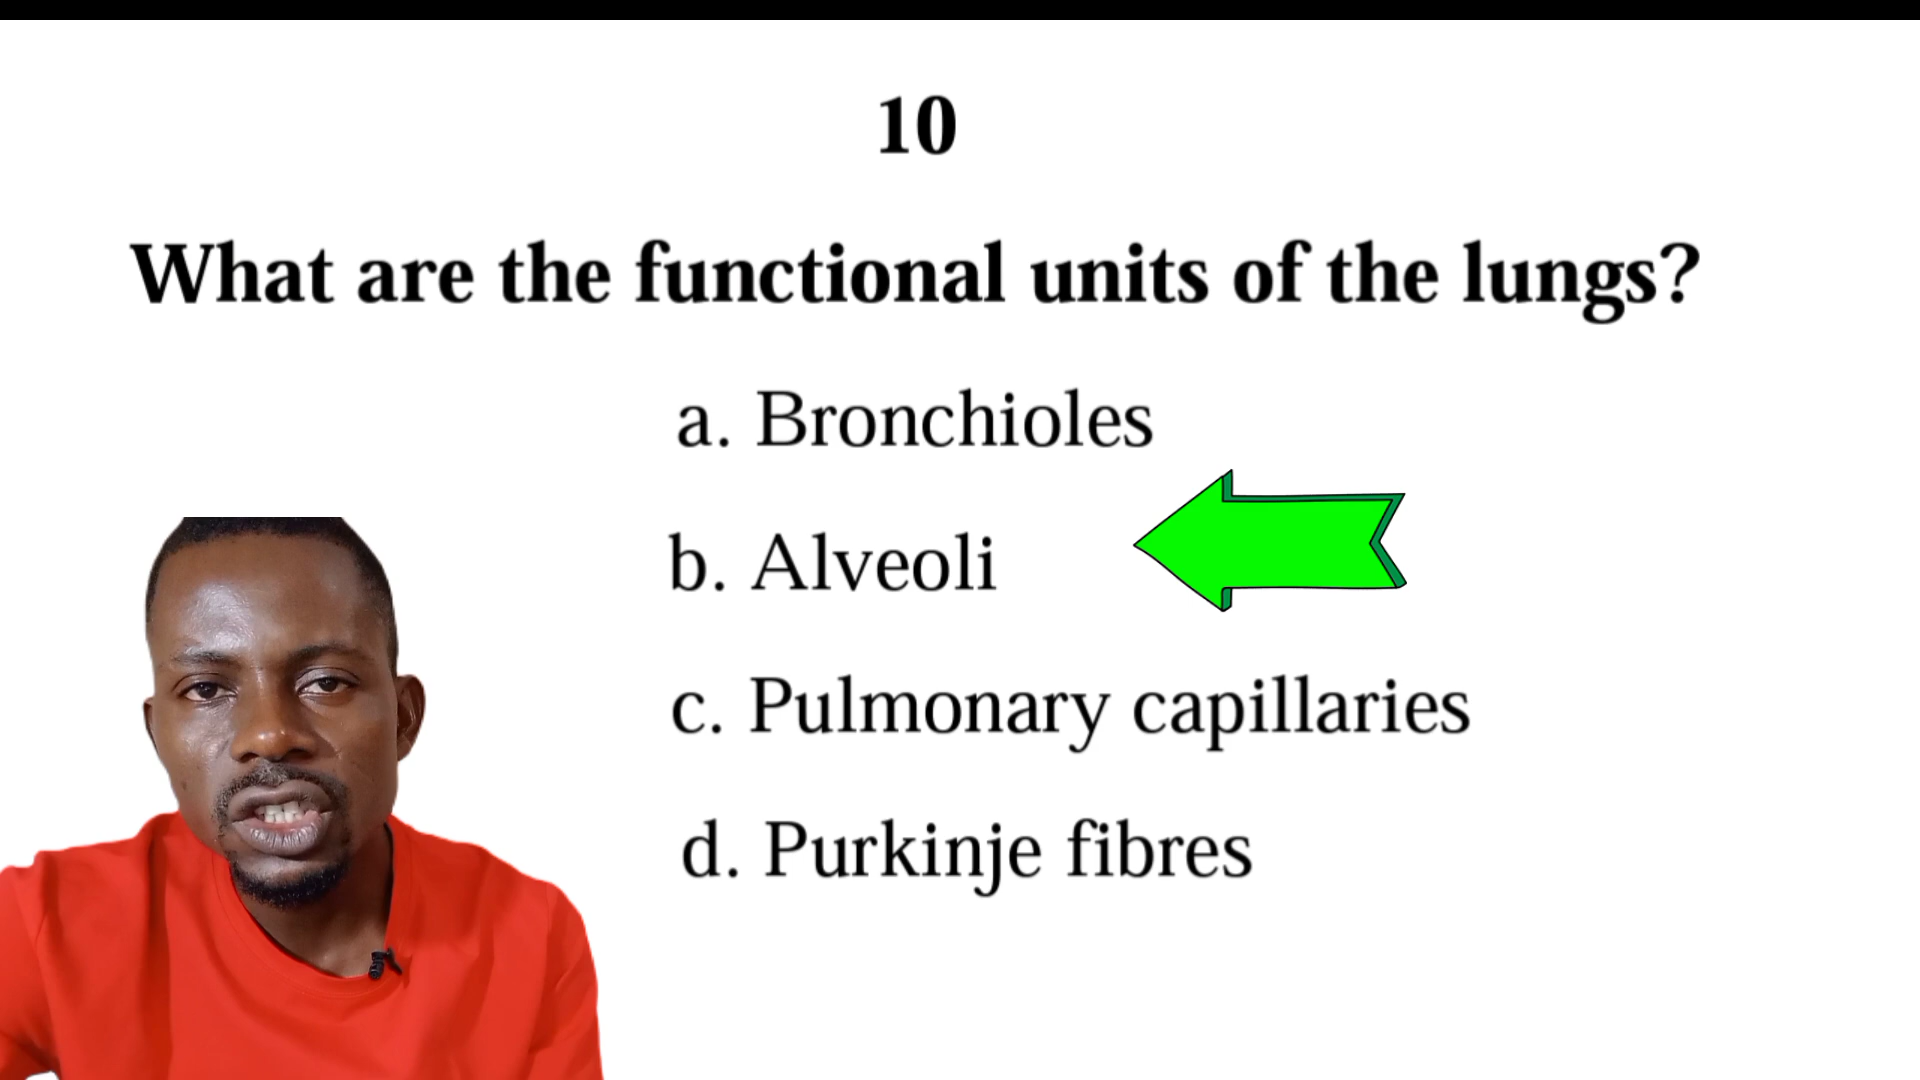 10
What are the functional units of the lungs?
a. Bronchioles
b. Alveoli
c. Pulmonary capillaries
d. Purkinje fibres